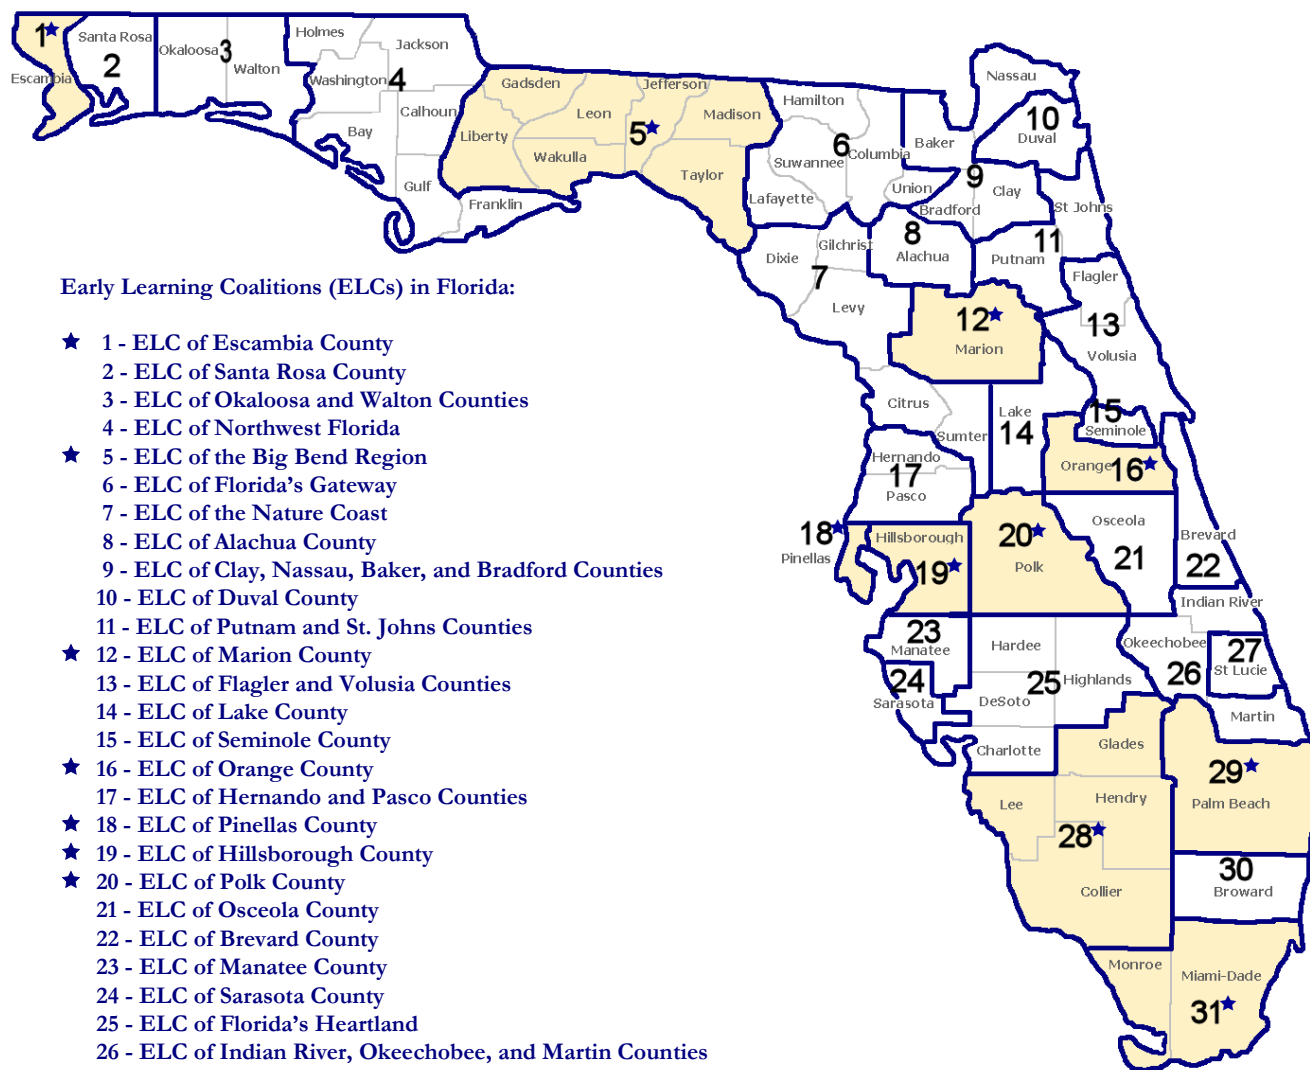 1
Santa Rosa
Escambia
2
Okaloosa
3
Walton
Holmes
Jackson
Washington
4
Calhoun
Bay
Gulf
Franklin
Gadsden
Jefferson
Leon
Madison
Liberty
5
Wakulla
Taylor
Hamilton
6
Suwannee
Columbia
Lafayette
Union
Baker
Nassau
10
Duval
9
Clay
Bradford
St Johns
8
Alachua
11
Putnam
Dixie
Gilchrist
7
Levy
Flagler
12
Marion
13
Volusia
Citrus
Sumter
Lake
14
15
Seminole
Orange
16
Hernando
17
Pasco
18
Pinellas
Hillsborough
19
20
Polk
Osceola
21
Brevard
22
Indian River
23
Manatee
Hardee
Okeechobee
27
St Lucie
24
Sarasota
25
Highlands
DeSoto
26
Martin
Charlotte
Glades
Lee
Hendry
28
Collier
29
Palm Beach
30
Broward
Monroe
Miami-Dade
31
Early Learning Coalitions (ELCs) in Florida:
1 - ELC of Escambia County
2 - ELC of Santa Rosa County
3 - ELC of Okaloosa and Walton Counties
4 - ELC of Northwest Florida
5 - ELC of the Big Bend Region
6 - ELC of Florida’s Gateway
7 - ELC of the Nature Coast
8 - ELC of Alachua County
9 - ELC of Clay, Nassau, Baker, and Bradford Counties
10 - ELC of Duval County
11 - ELC of Putnam and St. Johns Counties
12 - ELC of Marion County
13 - ELC of Flagler and Volusia Counties
14 - ELC of Lake County
15 - ELC of Seminole County
16 - ELC of Orange County
17 - ELC of Hernando and Pasco Counties
18 - ELC of Pinellas County
19 - ELC of Hillsborough County
20 - ELC of Polk County
21 - ELC of Osceola County
22 - ELC of Brevard County
23 - ELC of Manatee County
24 - ELC of Sarasota County
25 - ELC of Florida’s Heartland
26 - ELC of Indian River, Okeechobee, and Martin Counties